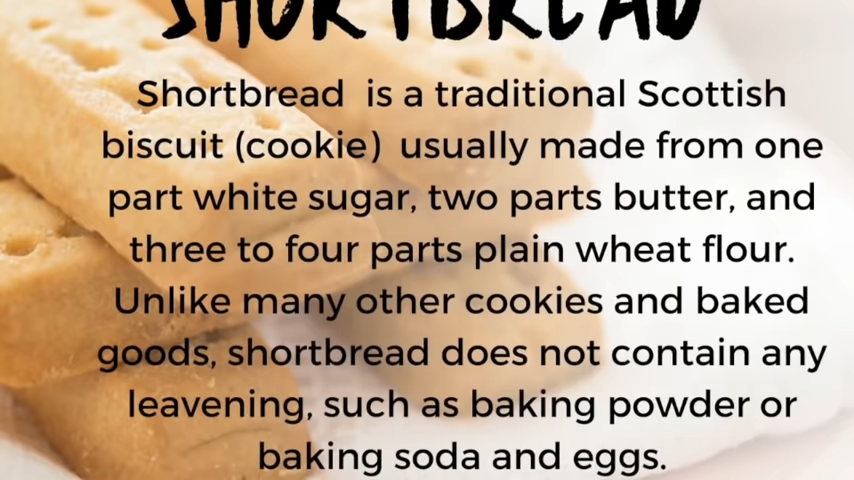 SHORTBREAD
Shortbread  is a traditional Scottish
biscuit (cookie)  usually made from one
part white sugar, two parts butter, and
three to four parts plain wheat flour.
Unlike many other cookies and baked
goods, shortbread does not contain any
leavening, such as baking powder or
baking soda and eggs.